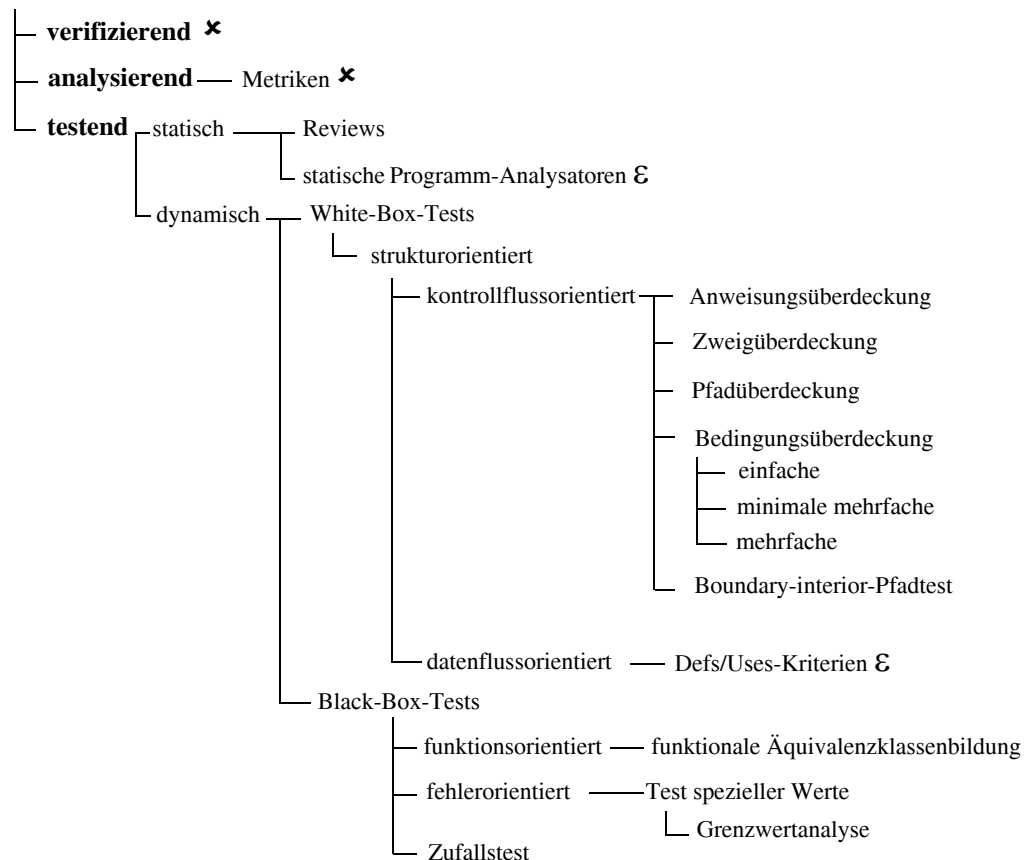 verifizierend ✘
analysierend Metriken ✘
testend statisch Reviews
statische Programm-Analysatoren ε
dynamisch White-Box-Tests
strukturorientiert
kontrollflussorientiert Anweisungsüberdeckung
Zweigüberdeckung
Pfadüberdeckung
Bedingungsüberdeckung
einfache
minimale mehrfache
mehrfache
Boundary-interior-Pfadtest
datenflussorientiert Defs/Uses-Kriterien ε
Black-Box-Tests
funktionsorientiert funktionale Äquivalenzklassenbildung
fehlerorientiert Test spezieller Werte
Grenzwertanalyse
Zufallstest